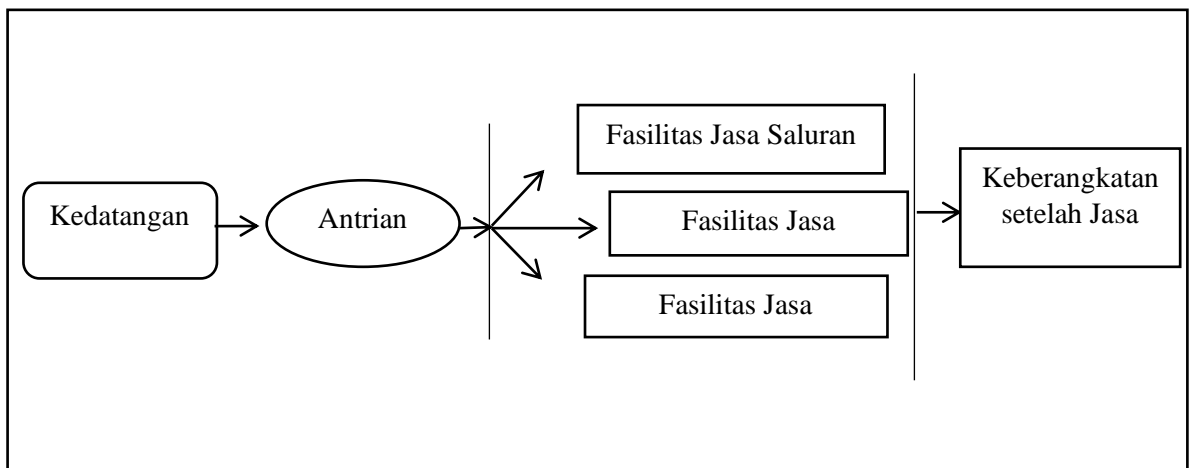 Kedatangan
Antrian
Fasilitas Jasa Saluran
Fasilitas Jasa
Fasilitas Jasa
Keberangkatan
setelah Jasa